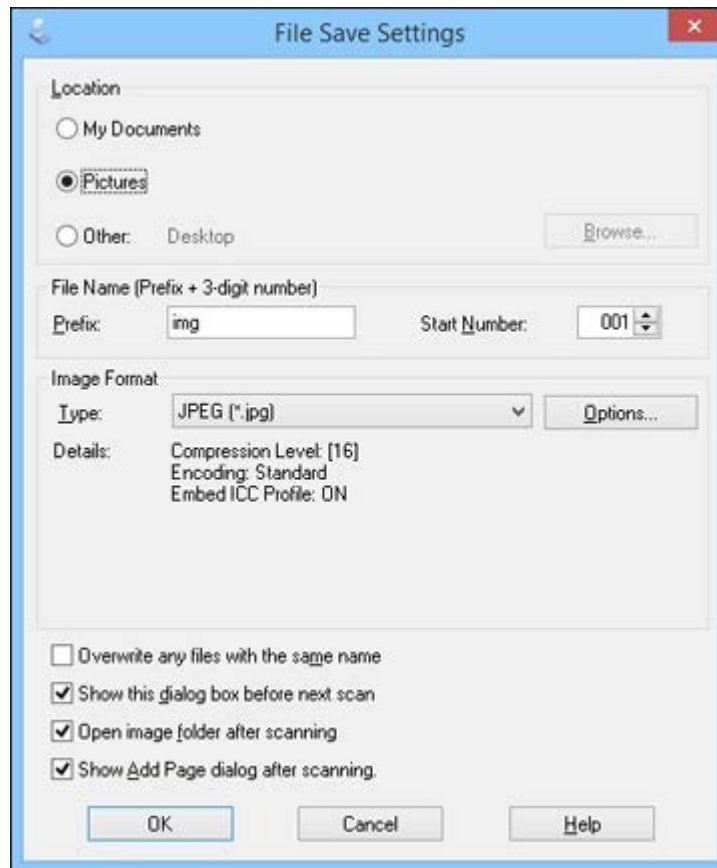 File Save Settings
Location
My Documents
Pictures
Other: Desktop Browse...
File Name (Prefix + 3-digit number)
Prefix: img Start Number: 001
Image Format
Type: JPEG (*.jpg) Options...
Details: Compression Level: [16]
Encoding: Standard
Embed ICC Profile: ON
Overwrite any files with the same name
Show this dialog box before next scan
Open image folder after scanning
Show Add Page dialog after scanning.
OK Cancel Help